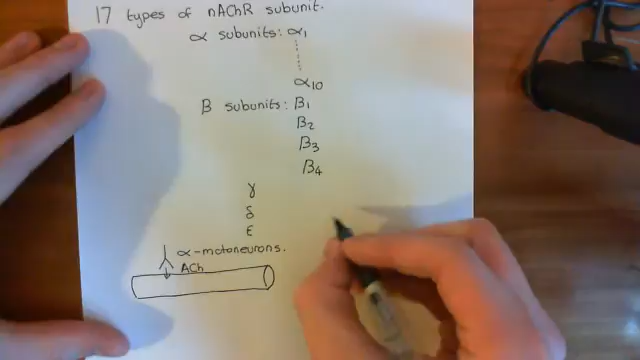 17 types of nAChR subunit.
α subunits: α1
α10
β subunits: β1
β2
β3
β4
γ
δ
ε
α-motoneurons.
ACh